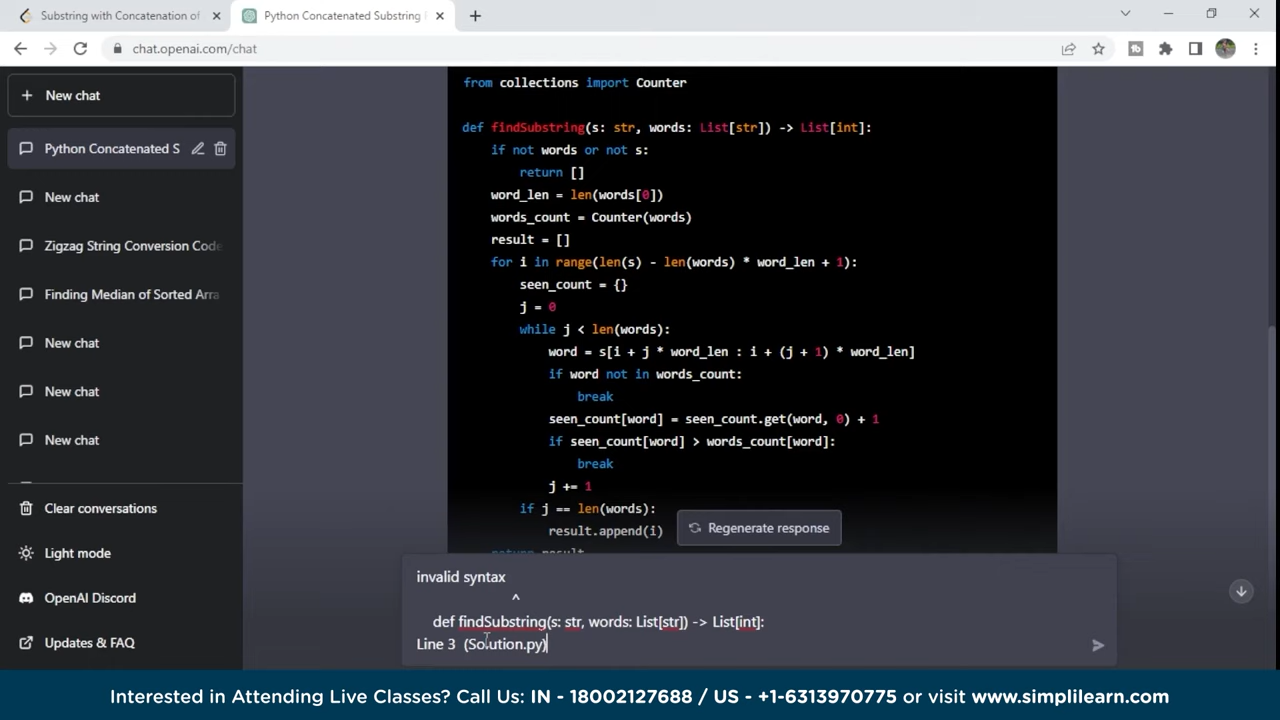 Substring with Concatenation of
Python Concatenated Substring
chat.openai.com/chat
New chat
Python Concatenated S
New chat
Zigzag String Conversion Code
Finding Median of Sorted Arra
New chat
New chat
New chat
Clear conversations
Light mode
OpenAI Discord
Updates & FAQ
from collections import Counter
def findSubstring(s: str, words: List[str]) -> List[int]:
if not words or not s:
return []
word_len = len(words[0])
words_count = Counter(words)
result = []
for i in range(len(s) - len(words) * word_len + 1):
seen_count = {}
j = 0
while j < len(words):
word = s[i + j * word_len : i + (j + 1) * word_len]
if word not in words_count:
break
seen_count[word] = seen_count.get(word, 0) + 1
if seen_count[word] > words_count[word]:
break
j += 1
if j == len(words):
result.append(i)
return result
Regenerate response
invalid syntax
^
def findSubstring(s: str, words: List[str]) -> List[int]:
Line 3 (Solution.py)
Interested in Attending Live Classes? Call Us: IN - 18002127688 / US - +1-6313970775 or visit www.simplilearn.com